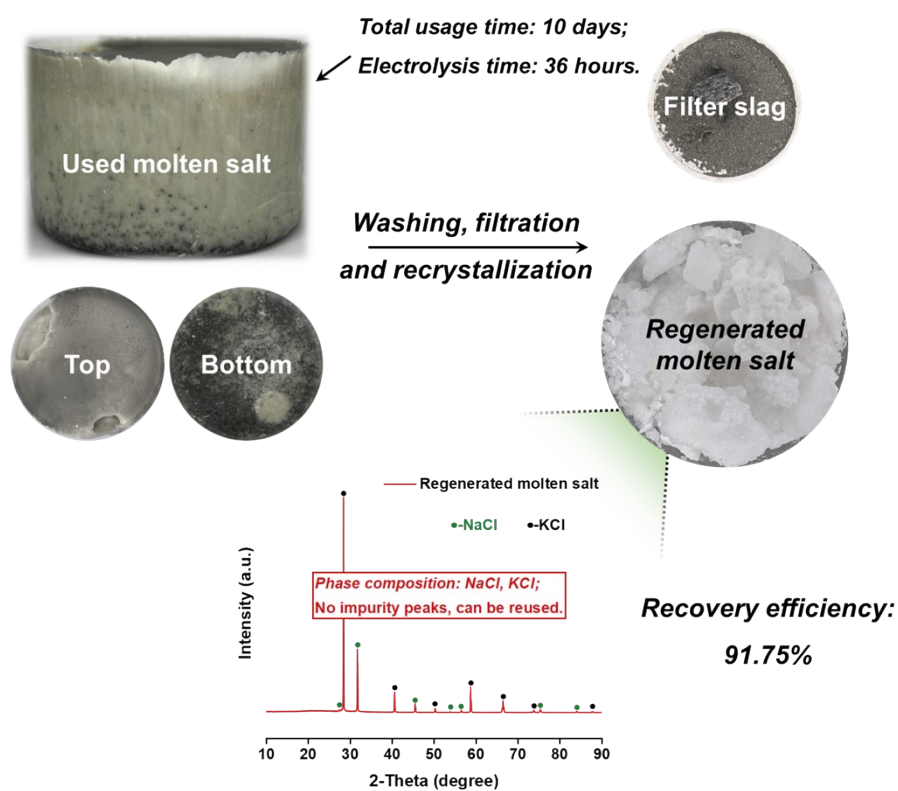 Total usage time: 10 days;
Electrolysis time: 36 hours.
Used molten salt
Filter slag
Washing, filtration
and recrystallization
Top
Bottom
Regenerated
molten salt
Regenerated molten salt
•-NaCl •-KCl
Intensity (a.u.)
Phase composition: NaCl, KCl;
No impurity peaks, can be reused.
Recovery efficiency:
91.75%
10 20 30 40 50 60 70 80 90
2-Theta (degree)